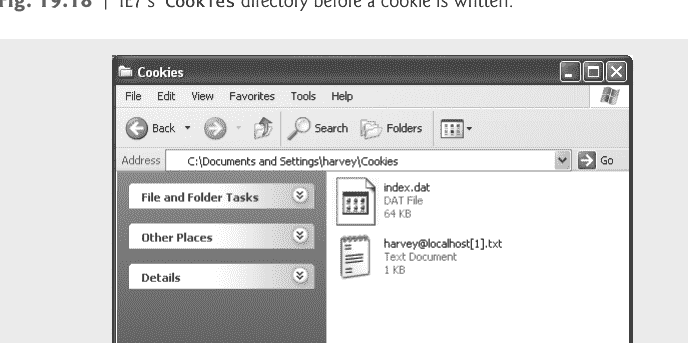 Fig. 19.18 | IE7's Cookies directory before a cookie is written.
Cookies
File Edit View Favorites Tools Help
Back Search Folders
Address C:\Documents and Settings\harvey\Cookies Go
File and Folder Tasks
Other Places
Details
index.dat
DAT File
64 KB
harvey@localhost[1].txt
Text Document
1 KB